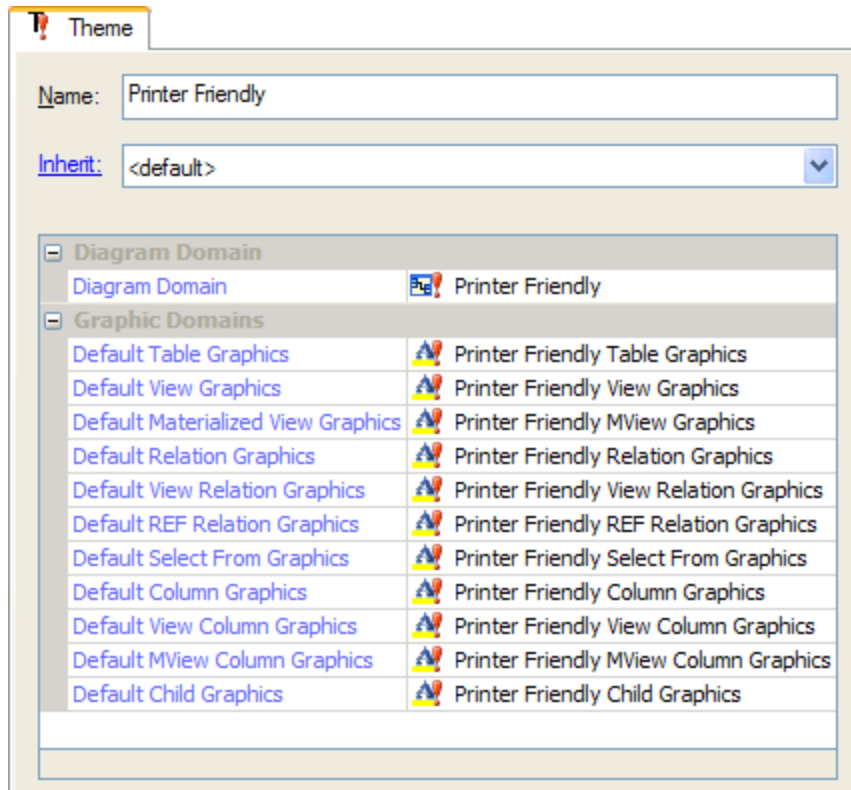 Theme
Name: Printer Friendly
Inherit: <default>
Diagram Domain
Diagram Domain Printer Friendly
Graphic Domains
Default Table Graphics Printer Friendly Table Graphics
Default View Graphics Printer Friendly View Graphics
Default Materialized View Graphics Printer Friendly MView Graphics
Default Relation Graphics Printer Friendly Relation Graphics
Default View Relation Graphics Printer Friendly View Relation Graphics
Default REF Relation Graphics Printer Friendly REF Relation Graphics
Default Select From Graphics Printer Friendly Select From Graphics
Default Column Graphics Printer Friendly Column Graphics
Default View Column Graphics Printer Friendly View Column Graphics
Default MView Column Graphics Printer Friendly MView Column Graphics
Default Child Graphics Printer Friendly Child Graphics